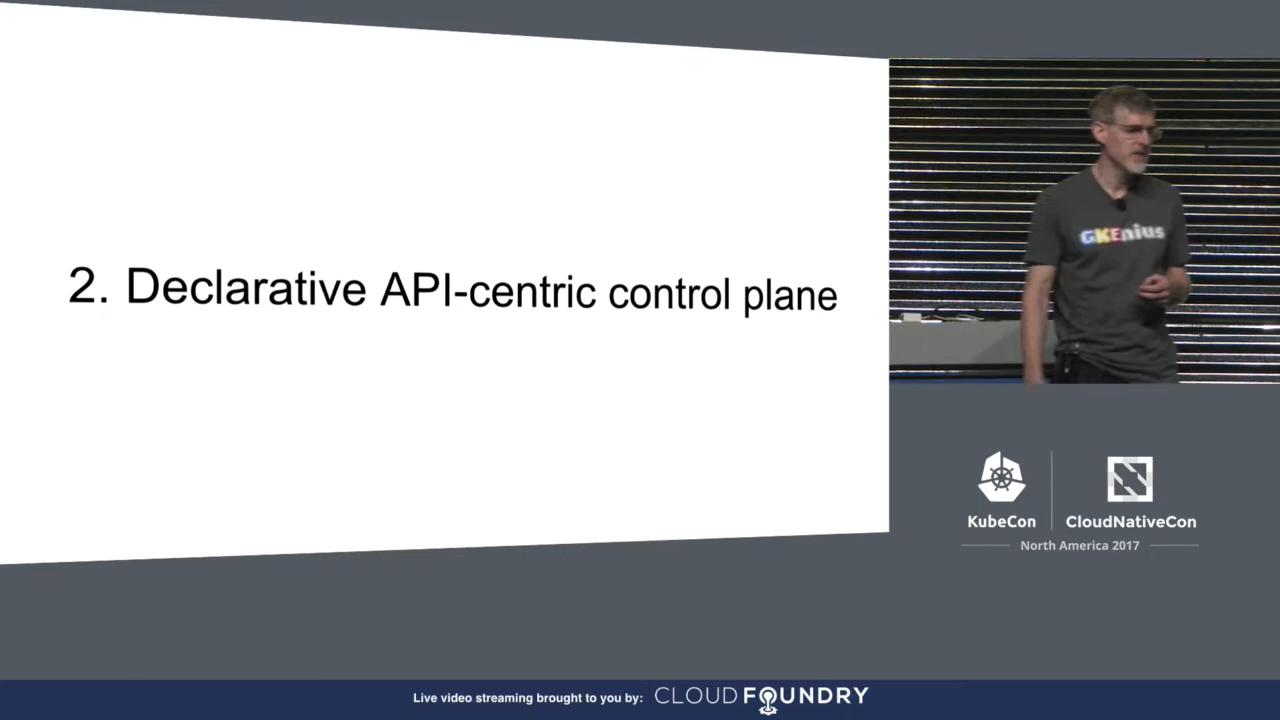 2. Declarative API-centric control plane
GKEnius
KubeCon
CloudNativeCon
North America 2017
Live video streaming brought to you by: CLOUD FOUNDRY